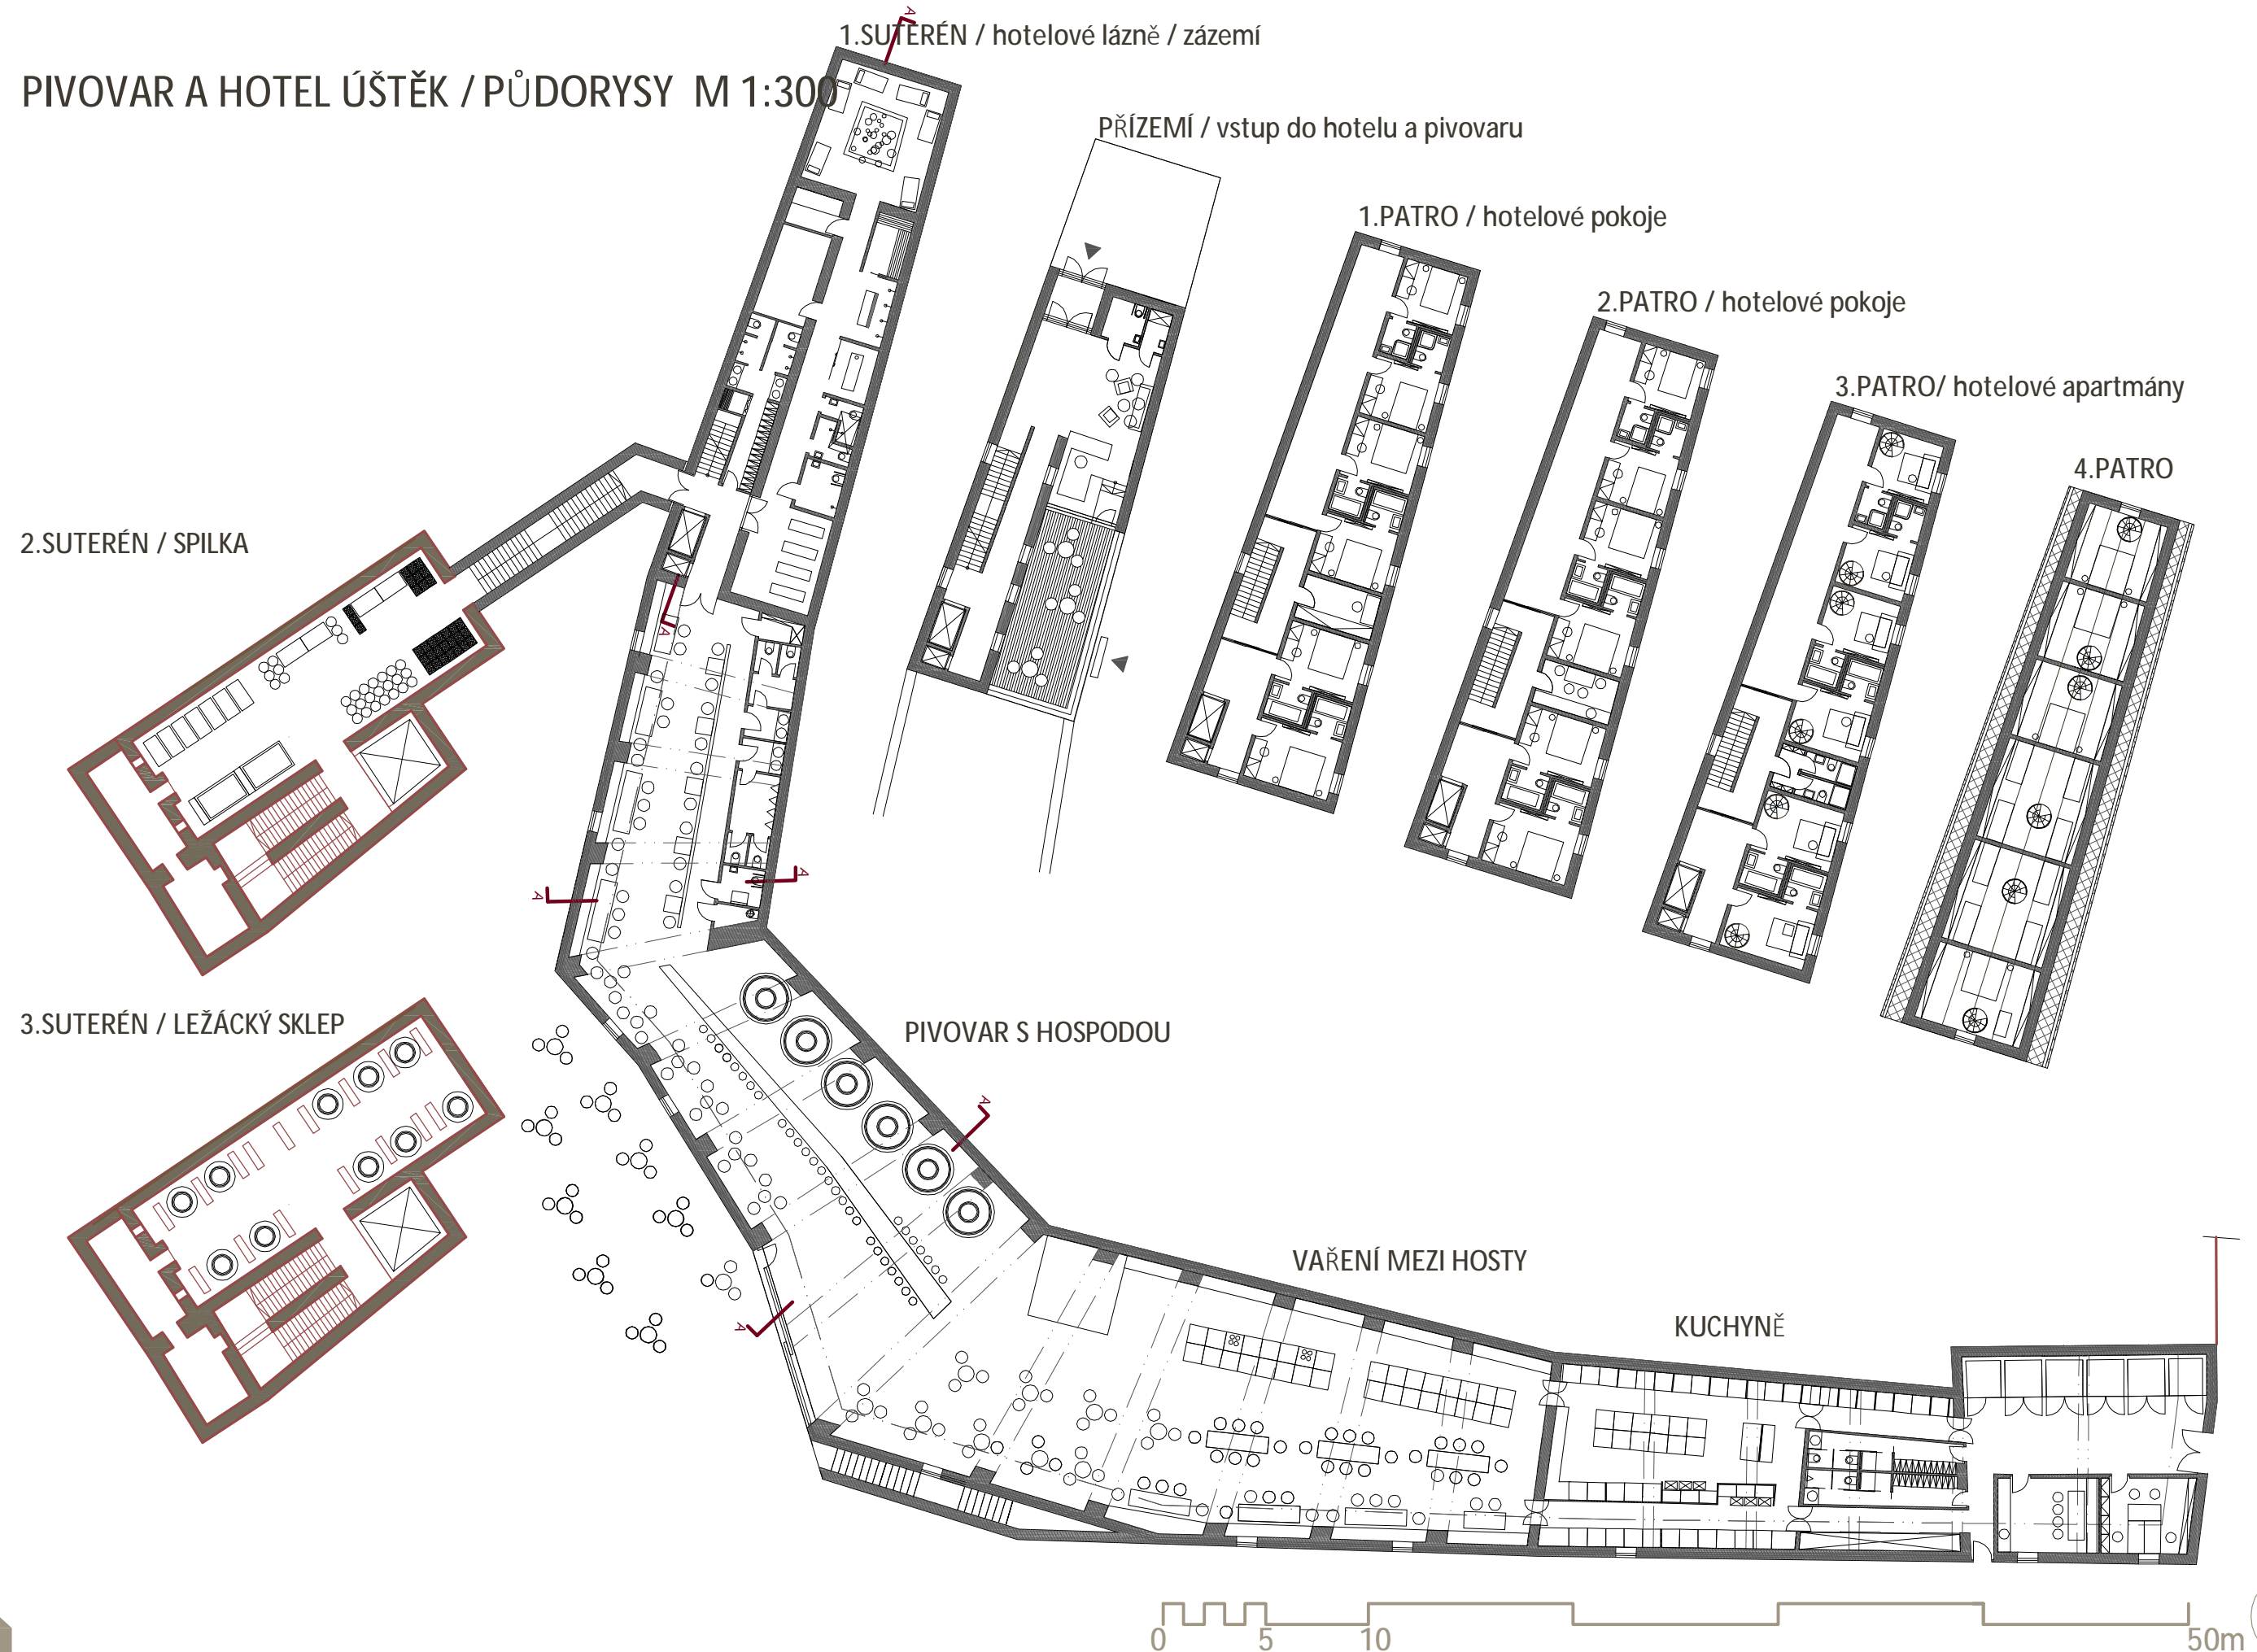 1.SUTERÉN / hotelové lázně / zázemí
PIVOVAR A HOTEL ÚŠTĚK / PŮDORYSY M 1:300
PŘÍZEMÍ / vstup do hotelu a pivovaru
1.PATRO / hotelové pokoje
2.PATRO / hotelové pokoje
3.PATRO/ hotelové apartmány
4.PATRO
2.SUTERÉN / SPILKA
3.SUTERÉN / LEŽÁCKÝ SKLEP
PIVOVAR S HOSPODOU
VAŘENÍ MEZI HOSTY
KUCHYNĚ
A
A
A
A
A
A
0 5 10 50m